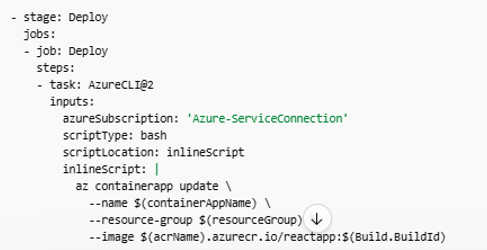 - stage: Deploy
jobs:
- job: Deploy
steps:
- task: AzureCLI@2
inputs:
azureSubscription: 'Azure-ServiceConnection'
scriptType: bash
scriptLocation: inlineScript
inlineScript: |
az containerapp update \
--name $(containerAppName) \
--resource-group $(resourceGroup)
--image $(acrName).azurecr.io/reactapp:$(Build.BuildId)